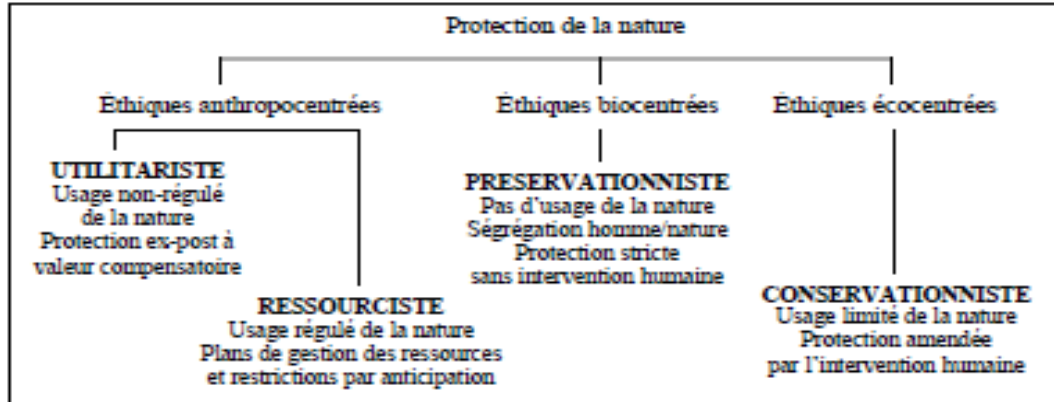 Protection de la nature
Éthiques anthropocentrées
Éthiques biocentrées
Éthiques écocentrées
UTILITARISTE
Usage non-régulé
de la nature
Protection ex-post à
valeur compensatoire
RESSOURCISTE
Usage régulé de la nature
Plans de gestion des ressources
et restrictions par anticipation
PRESERVATIONNISTE
Pas d'usage de la nature
Ségrégation homme/nature
Protection stricte
sans intervention humaine
CONSERVATIONNISTE
Usage limité de la nature
Protection amendée
par l'intervention humaine